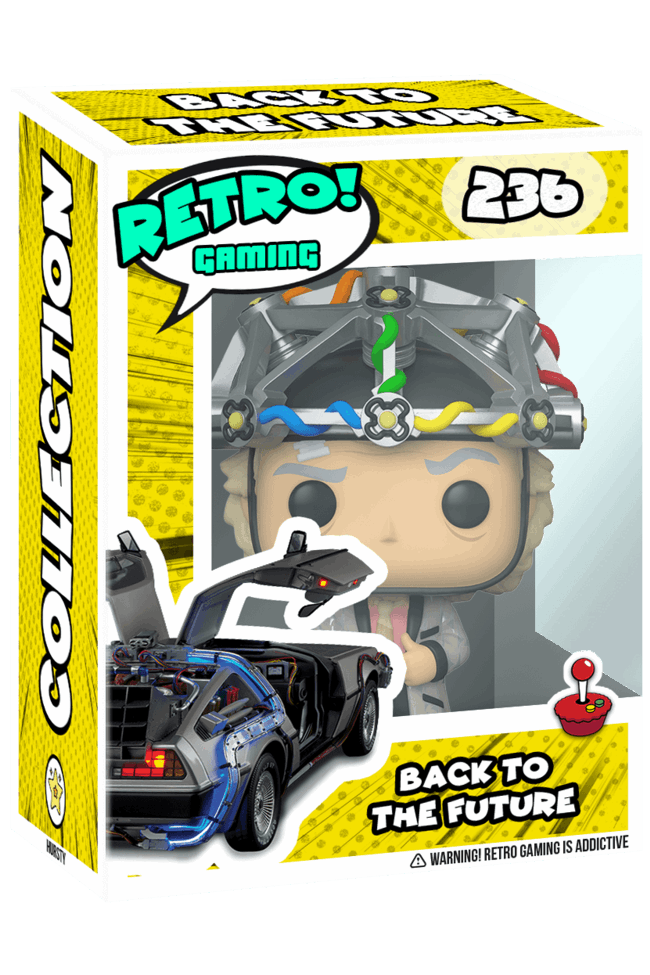 BACK TO
THE FUTURE
RETRO!
GAMING
236
COLLECTION
BACK TO
THE FUTURE
⚠ WARNING! RETRO GAMING IS ADDICTIVE
HURSTY